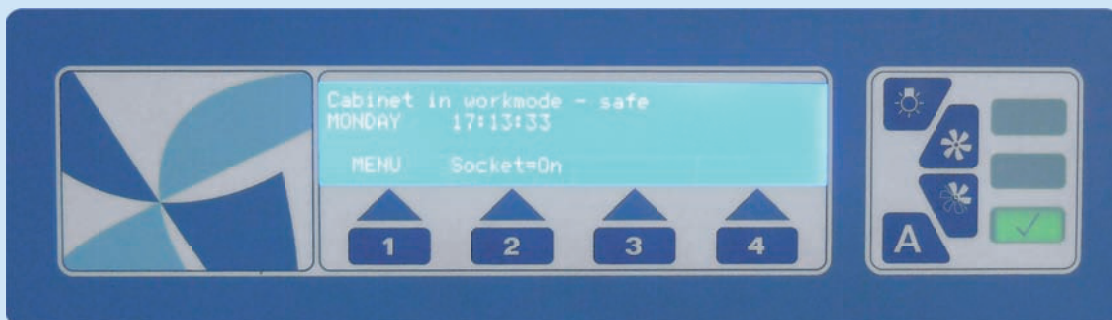 Cabinet in workmode - safe
MONDAY 17:13:33
MENU Socket=On
1 2 3 4
A